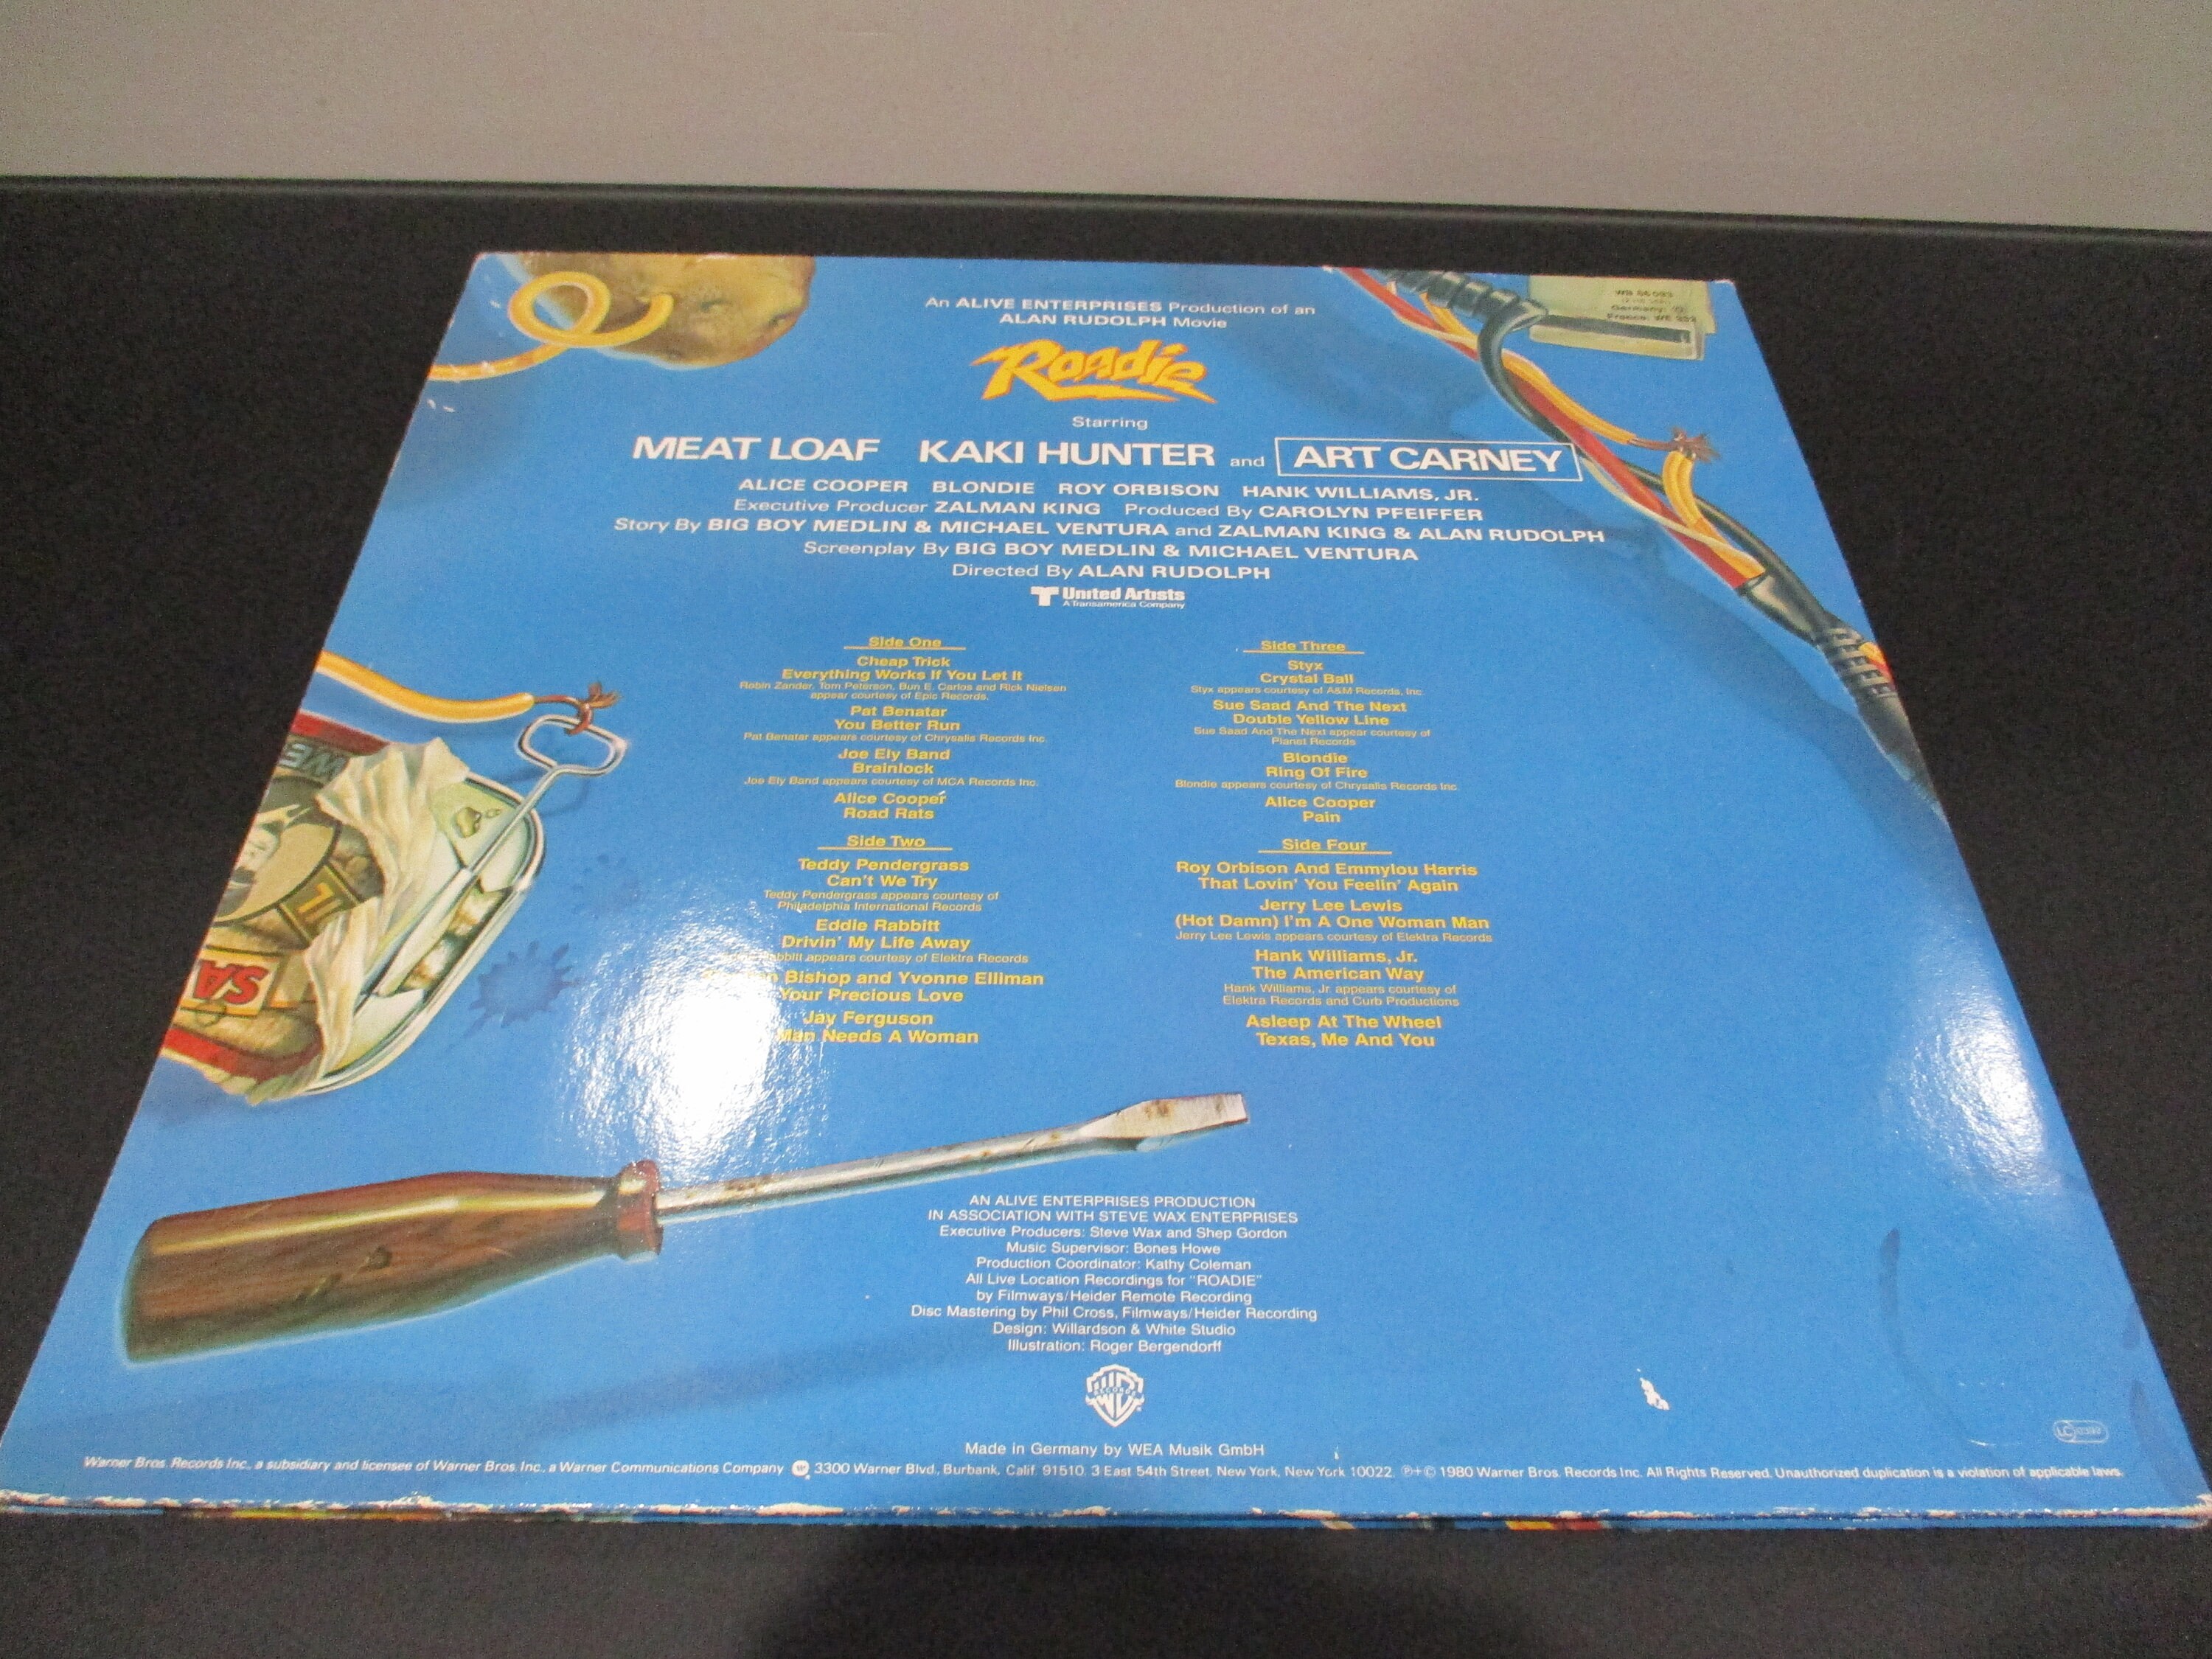 An ALIVE ENTERPRISES Production of an
ALAN RUDOLPH Movie
Roadie
Starring
MEAT LOAF KAKI HUNTER and ART CARNEY
ALICE COOPER BLONDIE ROY ORBISON HANK WILLIAMS, JR.
Executive Producer ZALMAN KING Produced By CAROLYN PFEIFFER
Story By BIG BOY MEDLIN & MICHAEL VENTURA and ZALMAN KING & ALAN RUDOLPH
Screenplay By BIG BOY MEDLIN & MICHAEL VENTURA
Directed By ALAN RUDOLPH
United Artists
A Transamerica Company
Germany:
France: WE
Side One
Cheap Trick
Everything Works If You Let It
Robin Zander, Tom Peterson, Bun E. Carlos and Rick Nielsen
appear courtesy of Epic Records.
Pat Benatar
You Better Run
Pat Benatar appears courtesy of Chrysalis Records Inc.
Joe Ely Band
Brainlock
Joe Ely Band appears courtesy of MCA Records Inc.
Alice Cooper
Road Rats
Side Two
Teddy Pendergrass
Can't We Try
Teddy Pendergrass appears courtesy of
Philadelphia International Records
Eddie Rabbitt
Drivin' My Life Away
appears courtesy of Elektra Records
Bishop and Yvonne Elliman
Your Precious Love
Jay Ferguson
Man Needs A Woman
Side Three
Styx
Crystal Ball
Styx appears courtesy of A&M Records, Inc.
Sue Saad And The Next
Double Yellow Line
Sue Saad And The Next appear courtesy of
Planet Records
Blondie
Ring Of Fire
Blondie appears courtesy of Chrysalis Records Inc.
Alice Cooper
Pain
Side Four
Roy Orbison And Emmylou Harris
That Lovin' You Feelin' Again
Jerry Lee Lewis
(Hot Damn) I'm A One Woman Man
Jerry Lee Lewis appears courtesy of Elektra Records
Hank Williams, Jr.
The American Way
Hank Williams, Jr. appears courtesy of
Elektra Records and Curb Productions
Asleep At The Wheel
Texas, Me And You
SA
AN ALIVE ENTERPRISES PRODUCTION
IN ASSOCIATION WITH STEVE WAX ENTERPRISES
Executive Producers: Steve Wax and Shep Gordon
Music Supervisor: Bones Howe
Production Coordinator: Kathy Coleman
All Live Location Recordings for "ROADIE"
by Filmways/Heider Remote Recording
Disc Mastering by Phil Cross, Filmways/Heider Recording
Design: Willardson & White Studio
Illustration: Roger Bergendorff
WB
RECORDS
LC
Made in Germany by WEA Musik GmbH
Warner Bros. Records Inc., a subsidiary and licensee of Warner Bros. Inc., a Warner Communications Company 3300 Warner Blvd., Burbank, Calif. 91510. 3 East 54th Street, New York, New York 10022. ℗+© 1980 Warner Bros. Records Inc. All Rights Reserved. Unauthorized duplication is a violation of applicable laws.